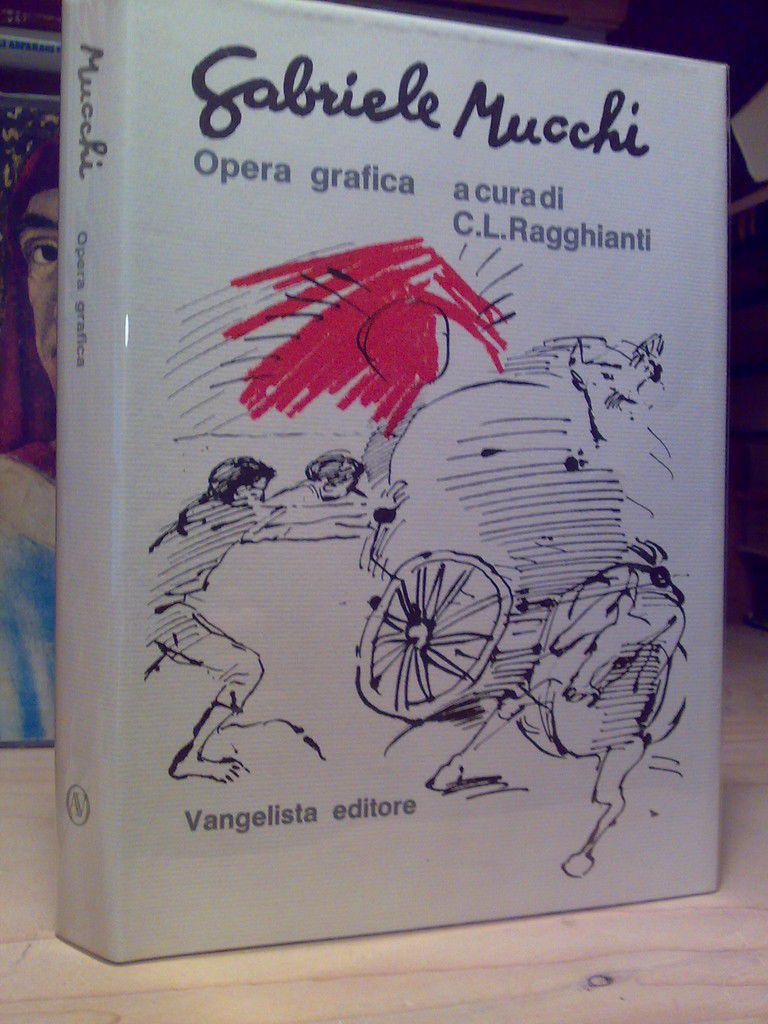 Gabriele Mucchi
Opera grafica
a cura di
C.L.Ragghianti
Vangelista editore
Mucchi
Opera grafica